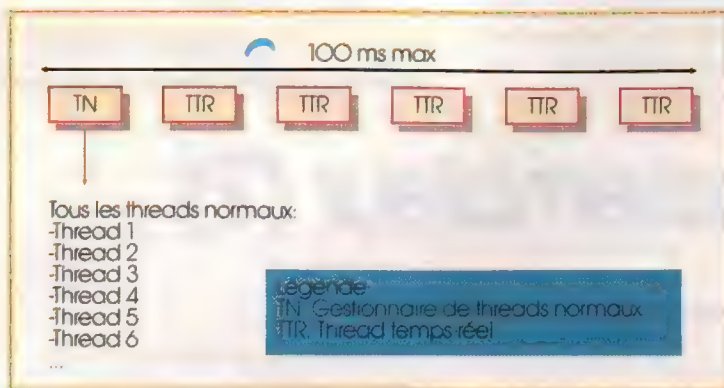 100 ms max
TN TTR TTR TTR TTR TTR
Tous les threads normaux:
-Thread 1
-Thread 2
-Thread 3
-Thread 4
-Thread 5
-Thread 6
...
Légende
TN Gestionnaire de threads normaux
TTR. Thread temps réel